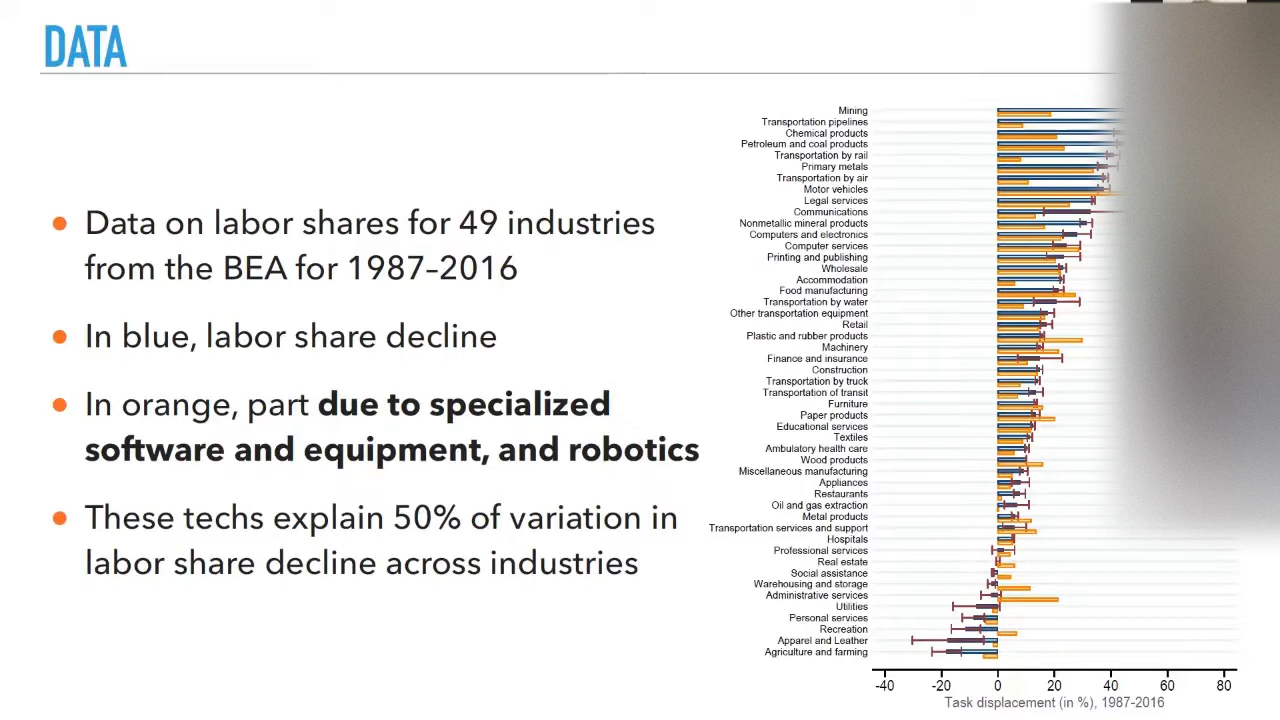 DATA
Data on labor shares for 49 industries
from the BEA for 1987–2016
In blue, labor share decline
In orange, part due to specialized
software and equipment, and robotics
These techs explain 50% of variation in
labor share decline across industries
Mining
Transportation pipelines
Chemical products
Petroleum and coal products
Transportation by rail
Primary metals
Transportation by air
Motor vehicles
Legal services
Communications
Nonmetallic mineral products
Computers and electronics
Computer services
Printing and publishing
Wholesale
Accommodation
Food manufacturing
Transportation by water
Other transportation equipment
Retail
Plastic and rubber products
Machinery
Finance and insurance
Construction
Transportation by truck
Transportation of transit
Furniture
Paper products
Educational services
Textiles
Ambulatory health care
Wood products
Miscellaneous manufacturing
Appliances
Restaurants
Oil and gas extraction
Metal products
Transportation services and support
Hospitals
Professional services
Real estate
Social assistance
Warehousing and storage
Administrative services
Utilities
Personal services
Recreation
Apparel and Leather
Agriculture and farming
-40 -20 0 20 40 60 80
Task displacement (in %), 1987-2016